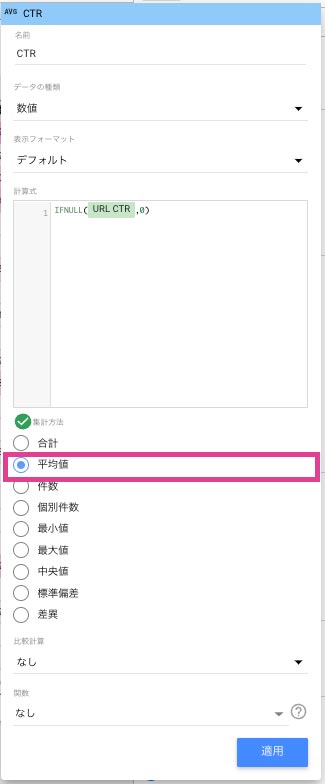 AVG CTR
名前
CTR
データの種類
数値
表示フォーマット
デフォルト
計算式
1 IFNULL( URL CTR ,0)
集計方法
合計
平均値
件数
個別件数
最小値
最大値
中央値
標準偏差
差異
比較計算
なし
関数
なし
?
適用